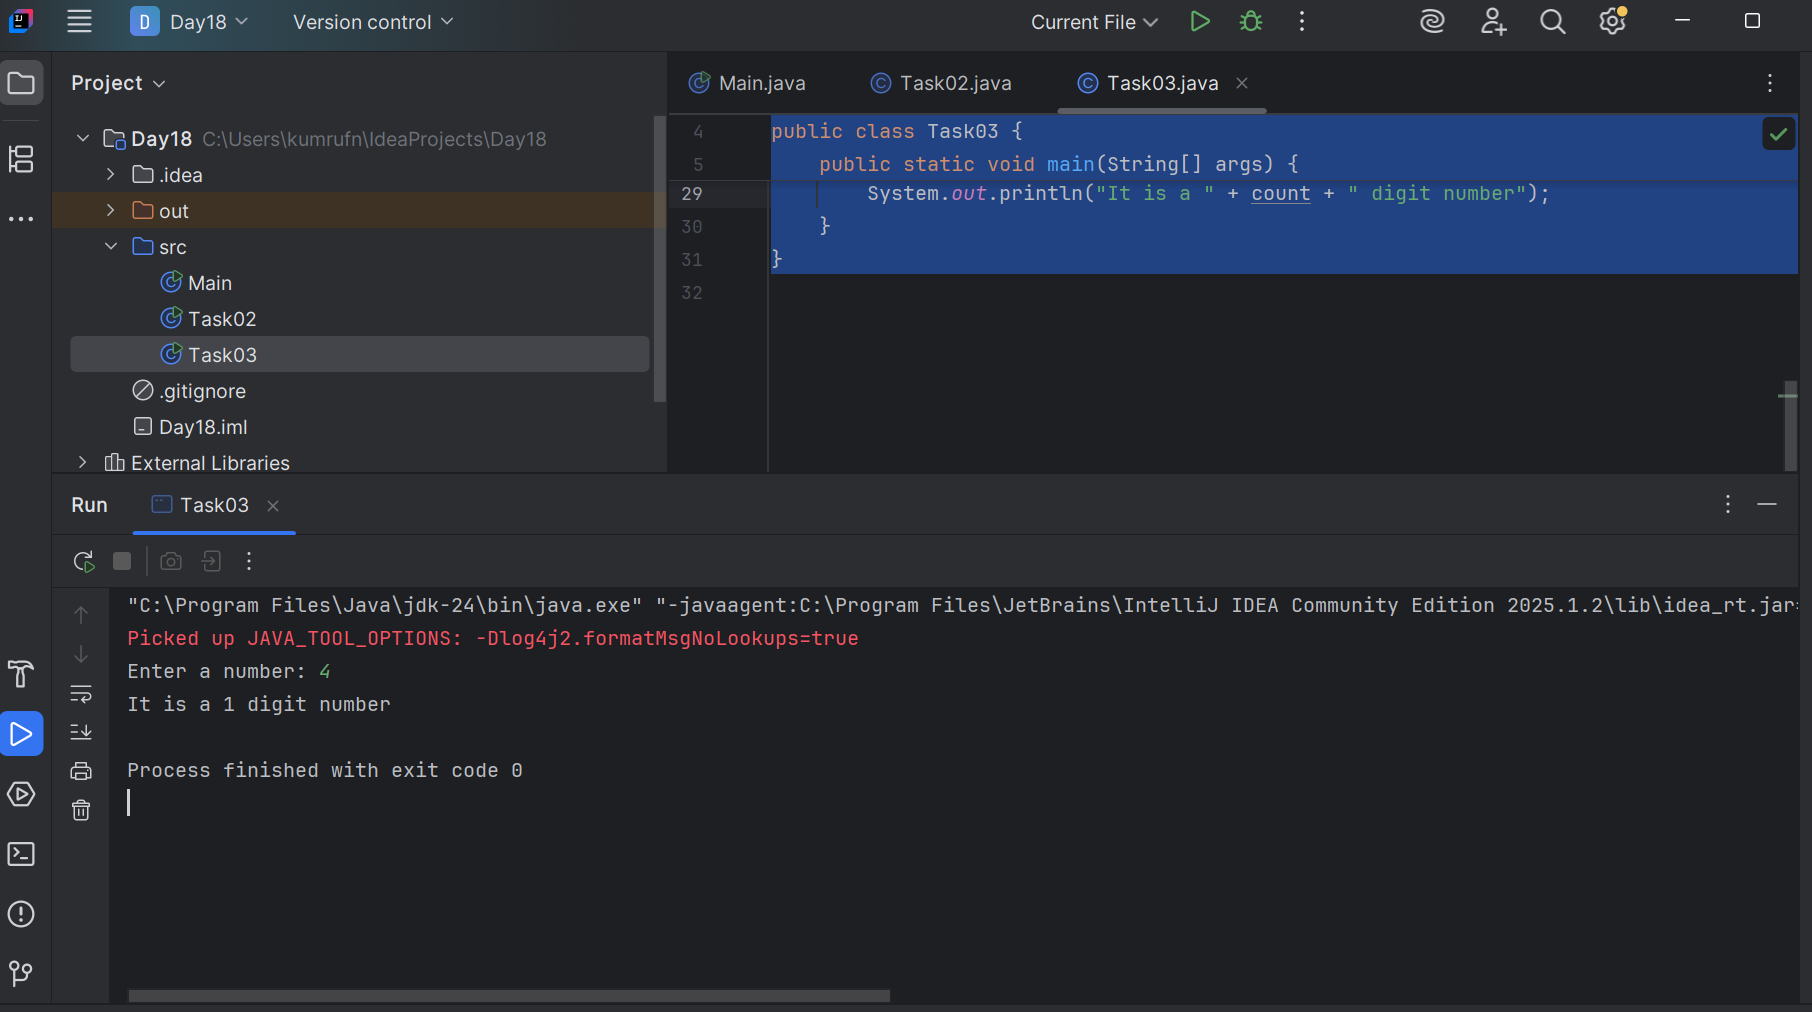 D Day18 Version control Current File
Project
Main.java Task02.java Task03.java
Day18 C:\Users\kumrufn\IdeaProjects\Day18
.idea
out
src
Main
Task02
Task03
.gitignore
Day18.iml
External Libraries
4 public class Task03 {
5 public static void main(String[] args) {
29 System.out.println("It is a " + count + " digit number");
30 }
31 }
32
Run Task03
"C:\Program Files\Java\jdk-24\bin\java.exe" "-javaagent:C:\Program Files\JetBrains\IntelliJ IDEA Community Edition 2025.1.2\lib\idea_rt.jar=
Picked up JAVA_TOOL_OPTIONS: -Dlog4j2.formatMsgNoLookups=true
Enter a number: 4
It is a 1 digit number
Process finished with exit code 0